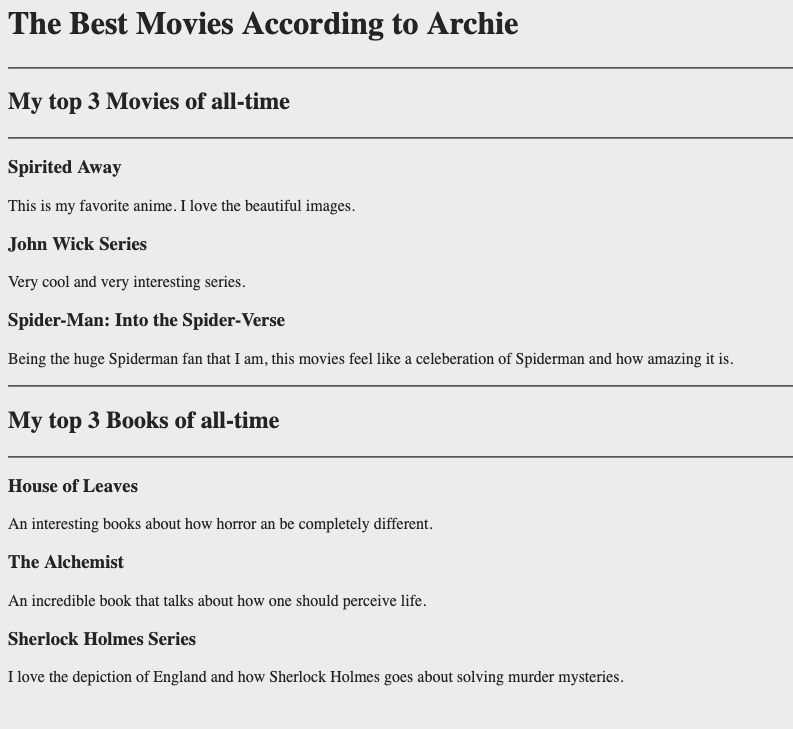 The Best Movies According to Archie
My top 3 Movies of all-time
Spirited Away
This is my favorite anime. I love the beautiful images.
John Wick Series
Very cool and very interesting series.
Spider-Man: Into the Spider-Verse
Being the huge Spiderman fan that I am, this movies feel like a celeberation of Spiderman and how amazing it is.
My top 3 Books of all-time
House of Leaves
An interesting books about how horror an be completely different.
The Alchemist
An incredible book that talks about how one should perceive life.
Sherlock Holmes Series
I love the depiction of England and how Sherlock Holmes goes about solving murder mysteries.